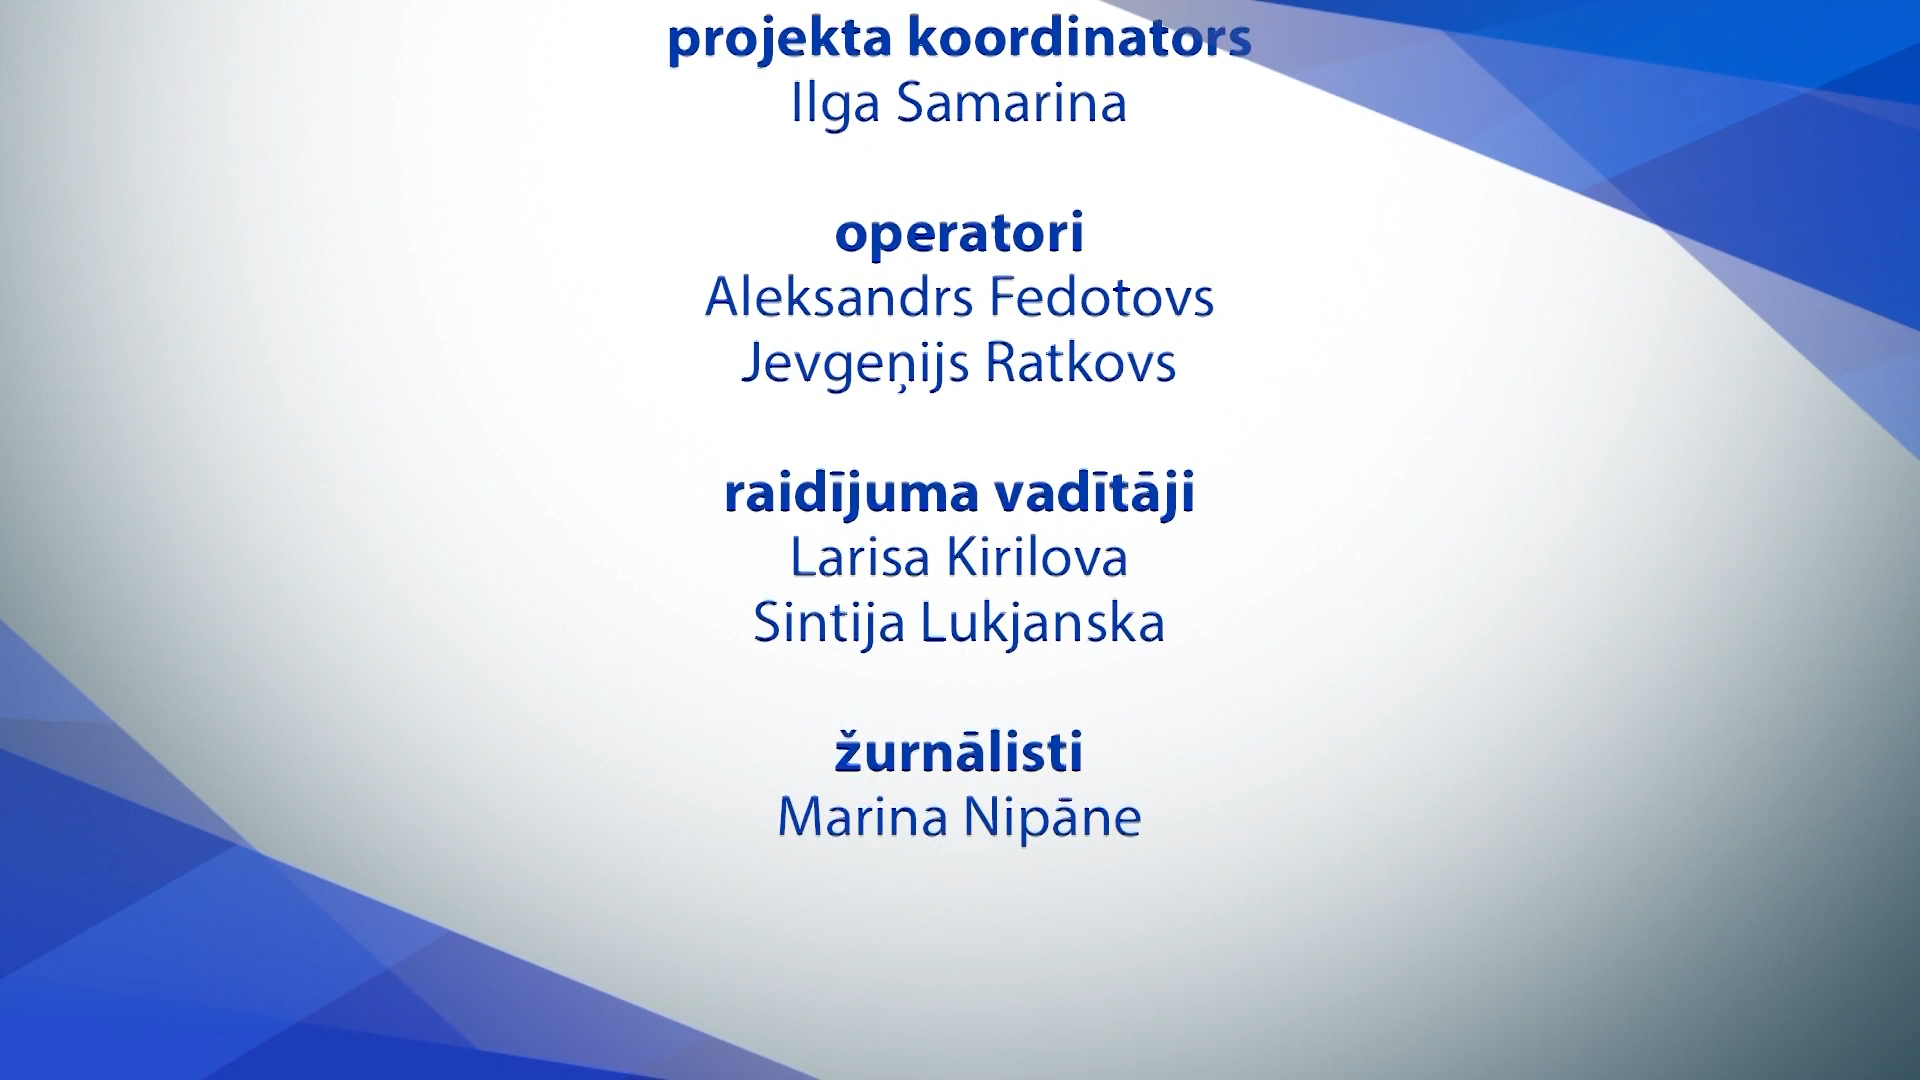 projekta koordinators
Ilga Samarina
operatori
Aleksandrs Fedotovs
Jevgeņijs Ratkovs
raidījuma vadītāji
Larisa Kirilova
Sintija Lukjanska
žurnālisti
Marina Nipāne